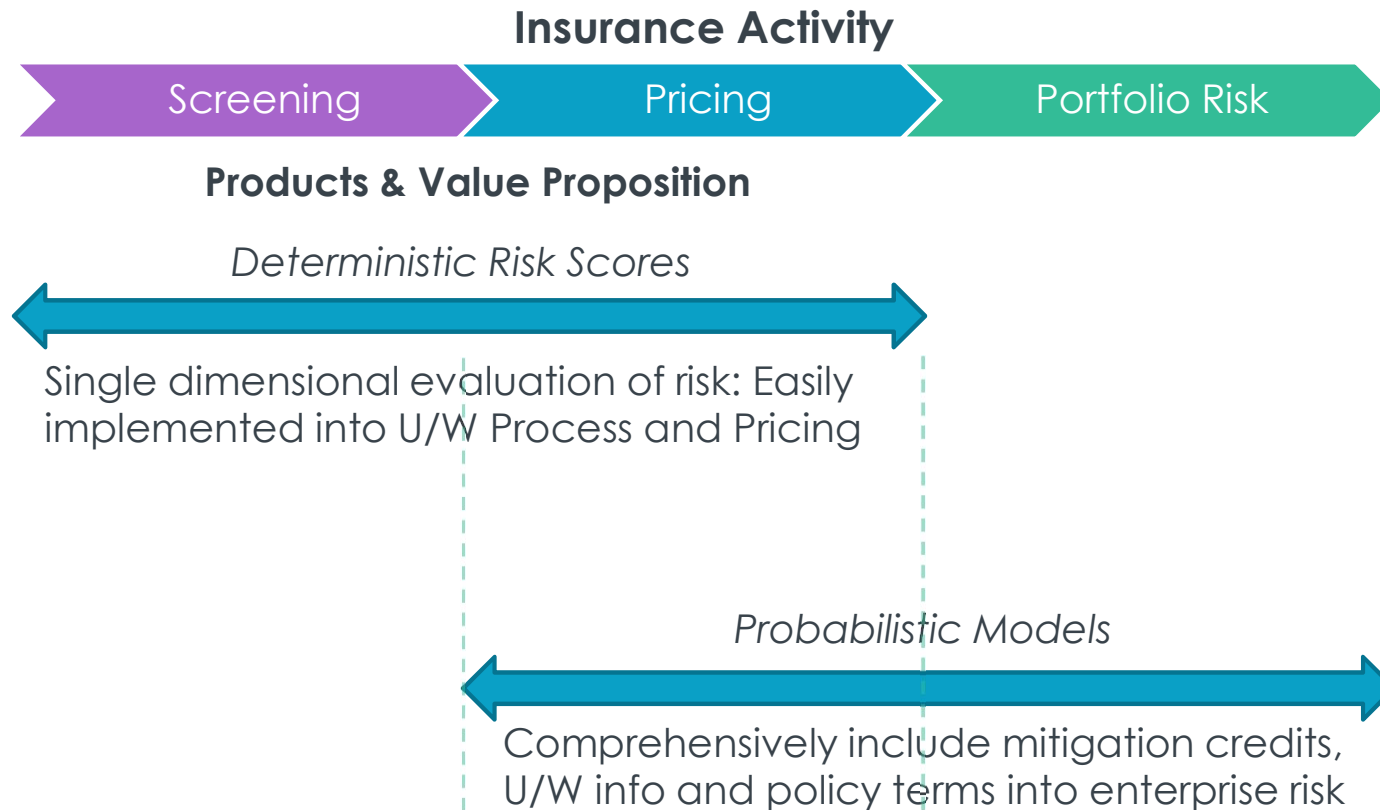 Insurance Activity
Screening
Pricing
Portfolio Risk
Products & Value Proposition
Deterministic Risk Scores
Single dimensional evaluation of risk: Easily
implemented into U/W Process and Pricing
Probabilistic Models
Comprehensively include mitigation credits,
U/W info and policy terms into enterprise risk